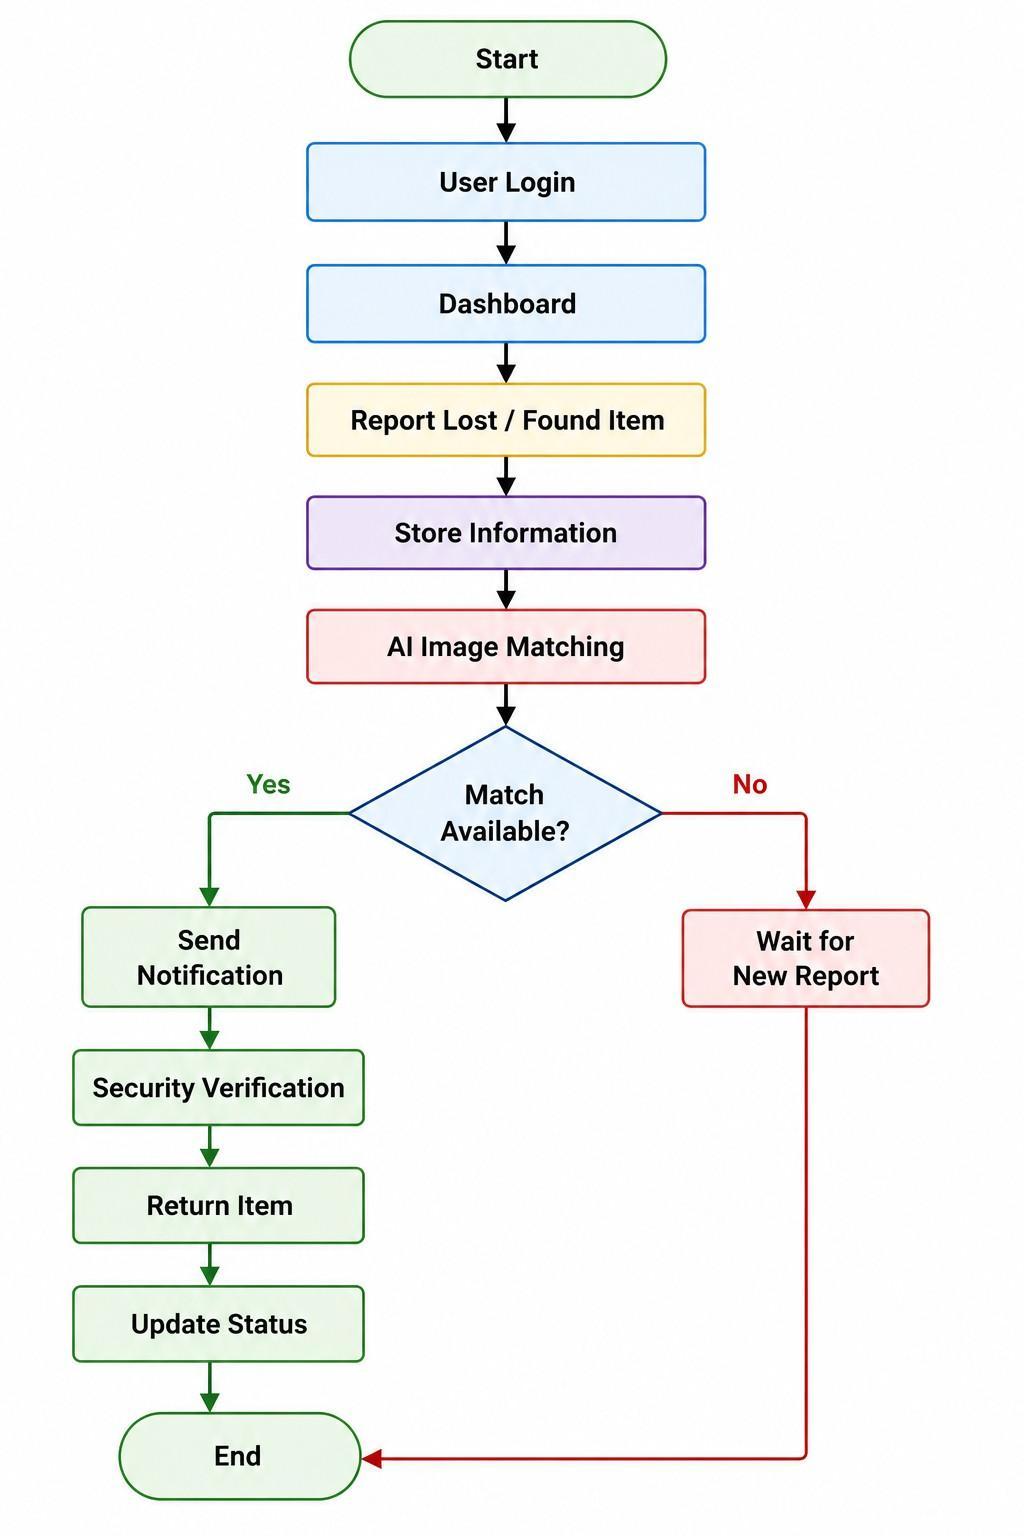 Start
User Login
Dashboard
Report Lost / Found Item
Store Information
AI Image Matching
Match
Available?
Yes
No
Send
Notification
Wait for
New Report
Security Verification
Return Item
Update Status
End